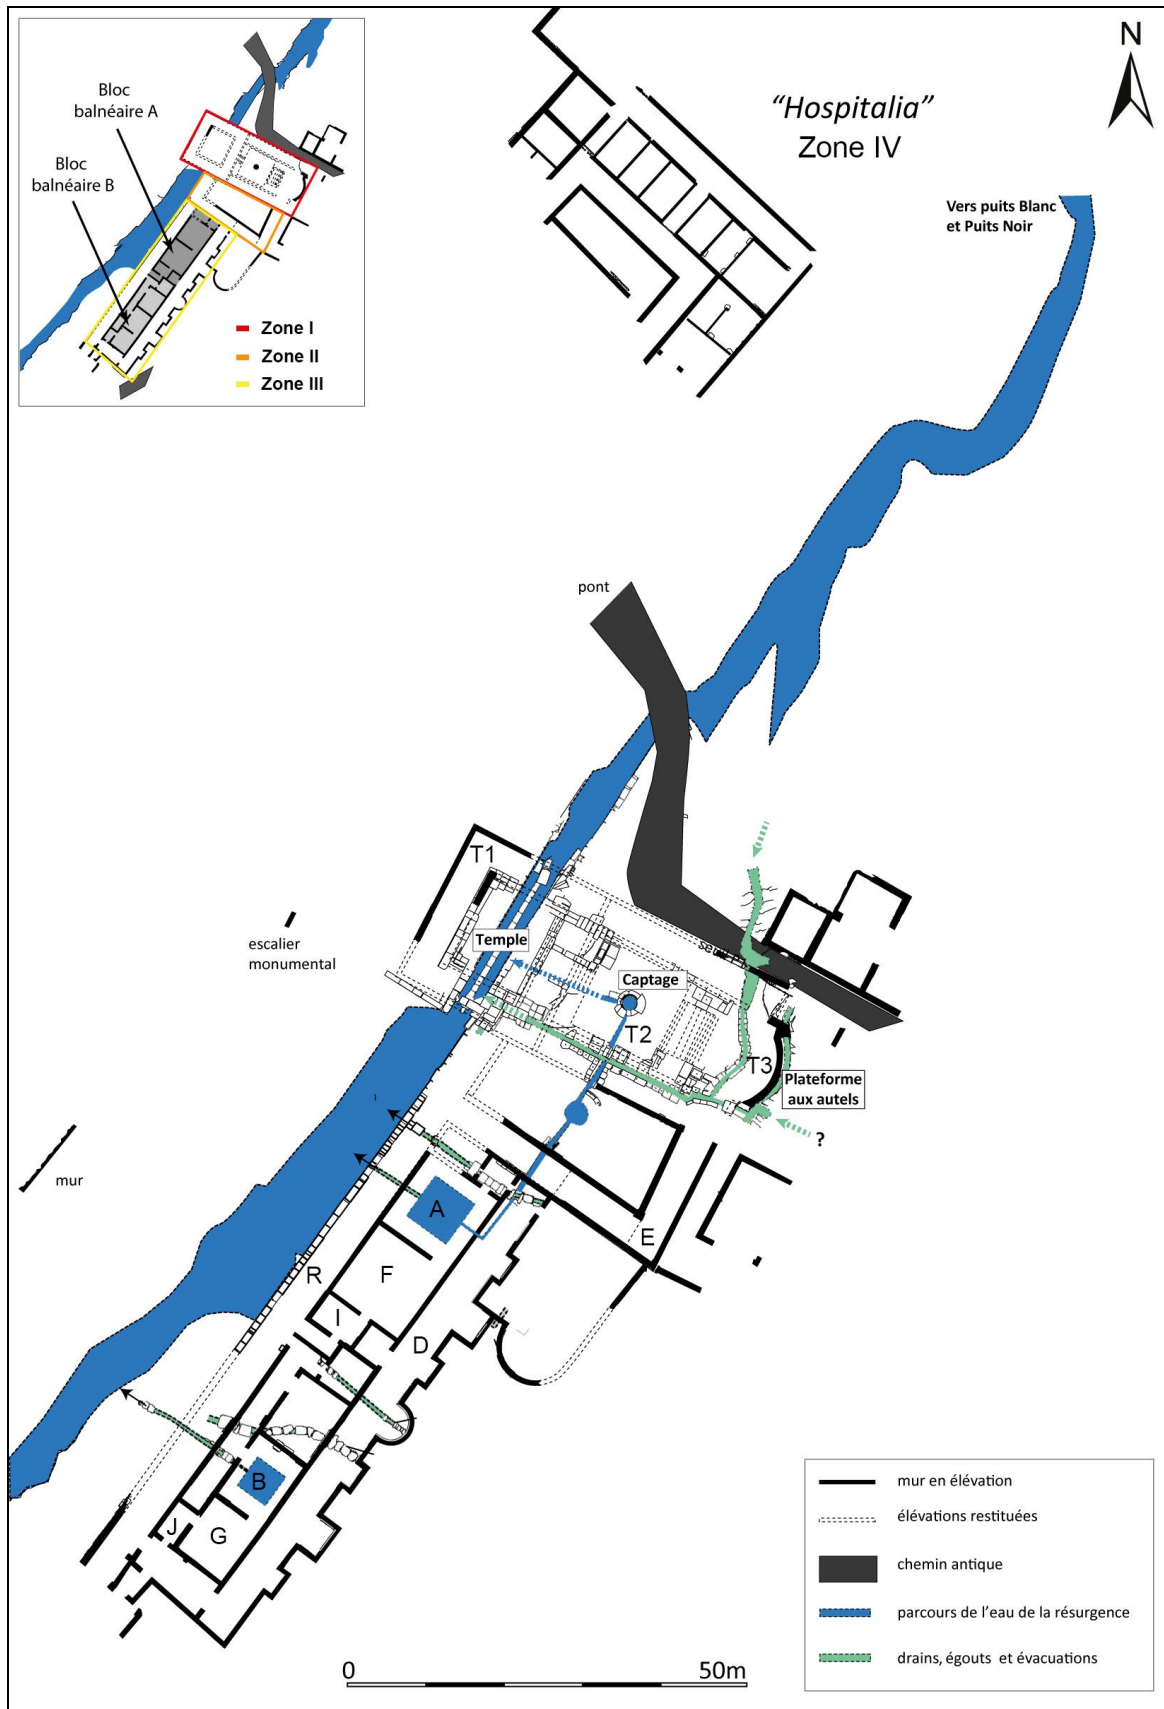 Bloc
balnéaire A
Bloc
balnéaire B
Zone I
Zone II
Zone III
“Hospitalia”
Zone IV
N
Vers puits Blanc
et Puits Noir
pont
T1
Temple
escalier
monumental
seuil
Captage
T2
T3
Plateforme
aux autels
?
mur
A
E
R
F
I
D
B
J
G
mur en élévation
élévations restituées
chemin antique
parcours de l’eau de la résurgence
drains, égouts et évacuations
0
50m